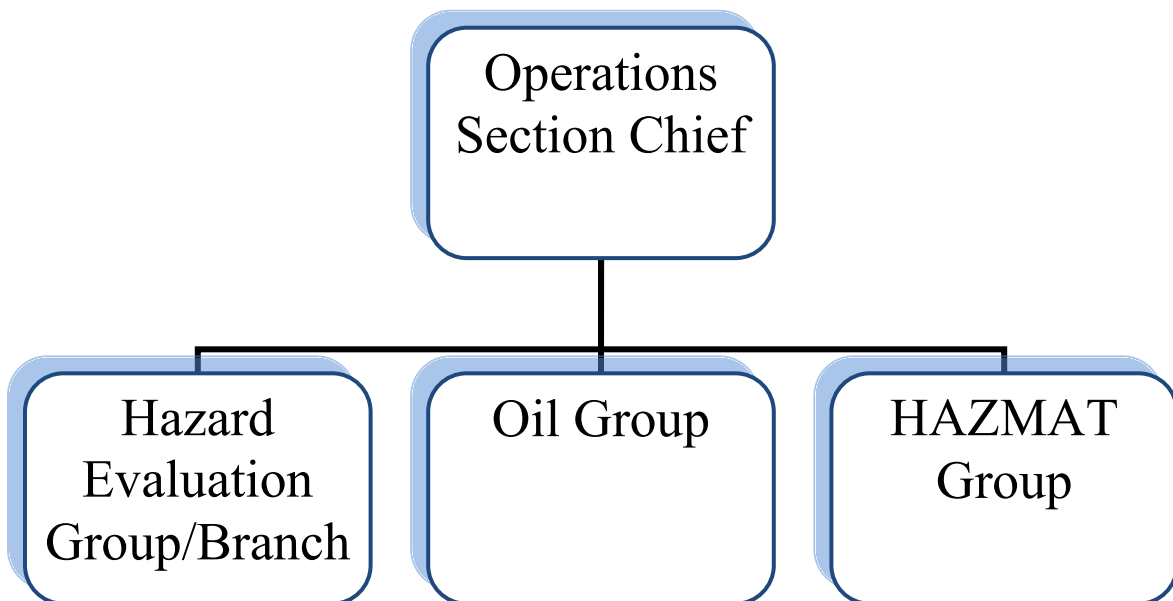 Operations
Section Chief
Hazard
Evaluation
Group/Branch
Oil Group
HAZMAT
Group